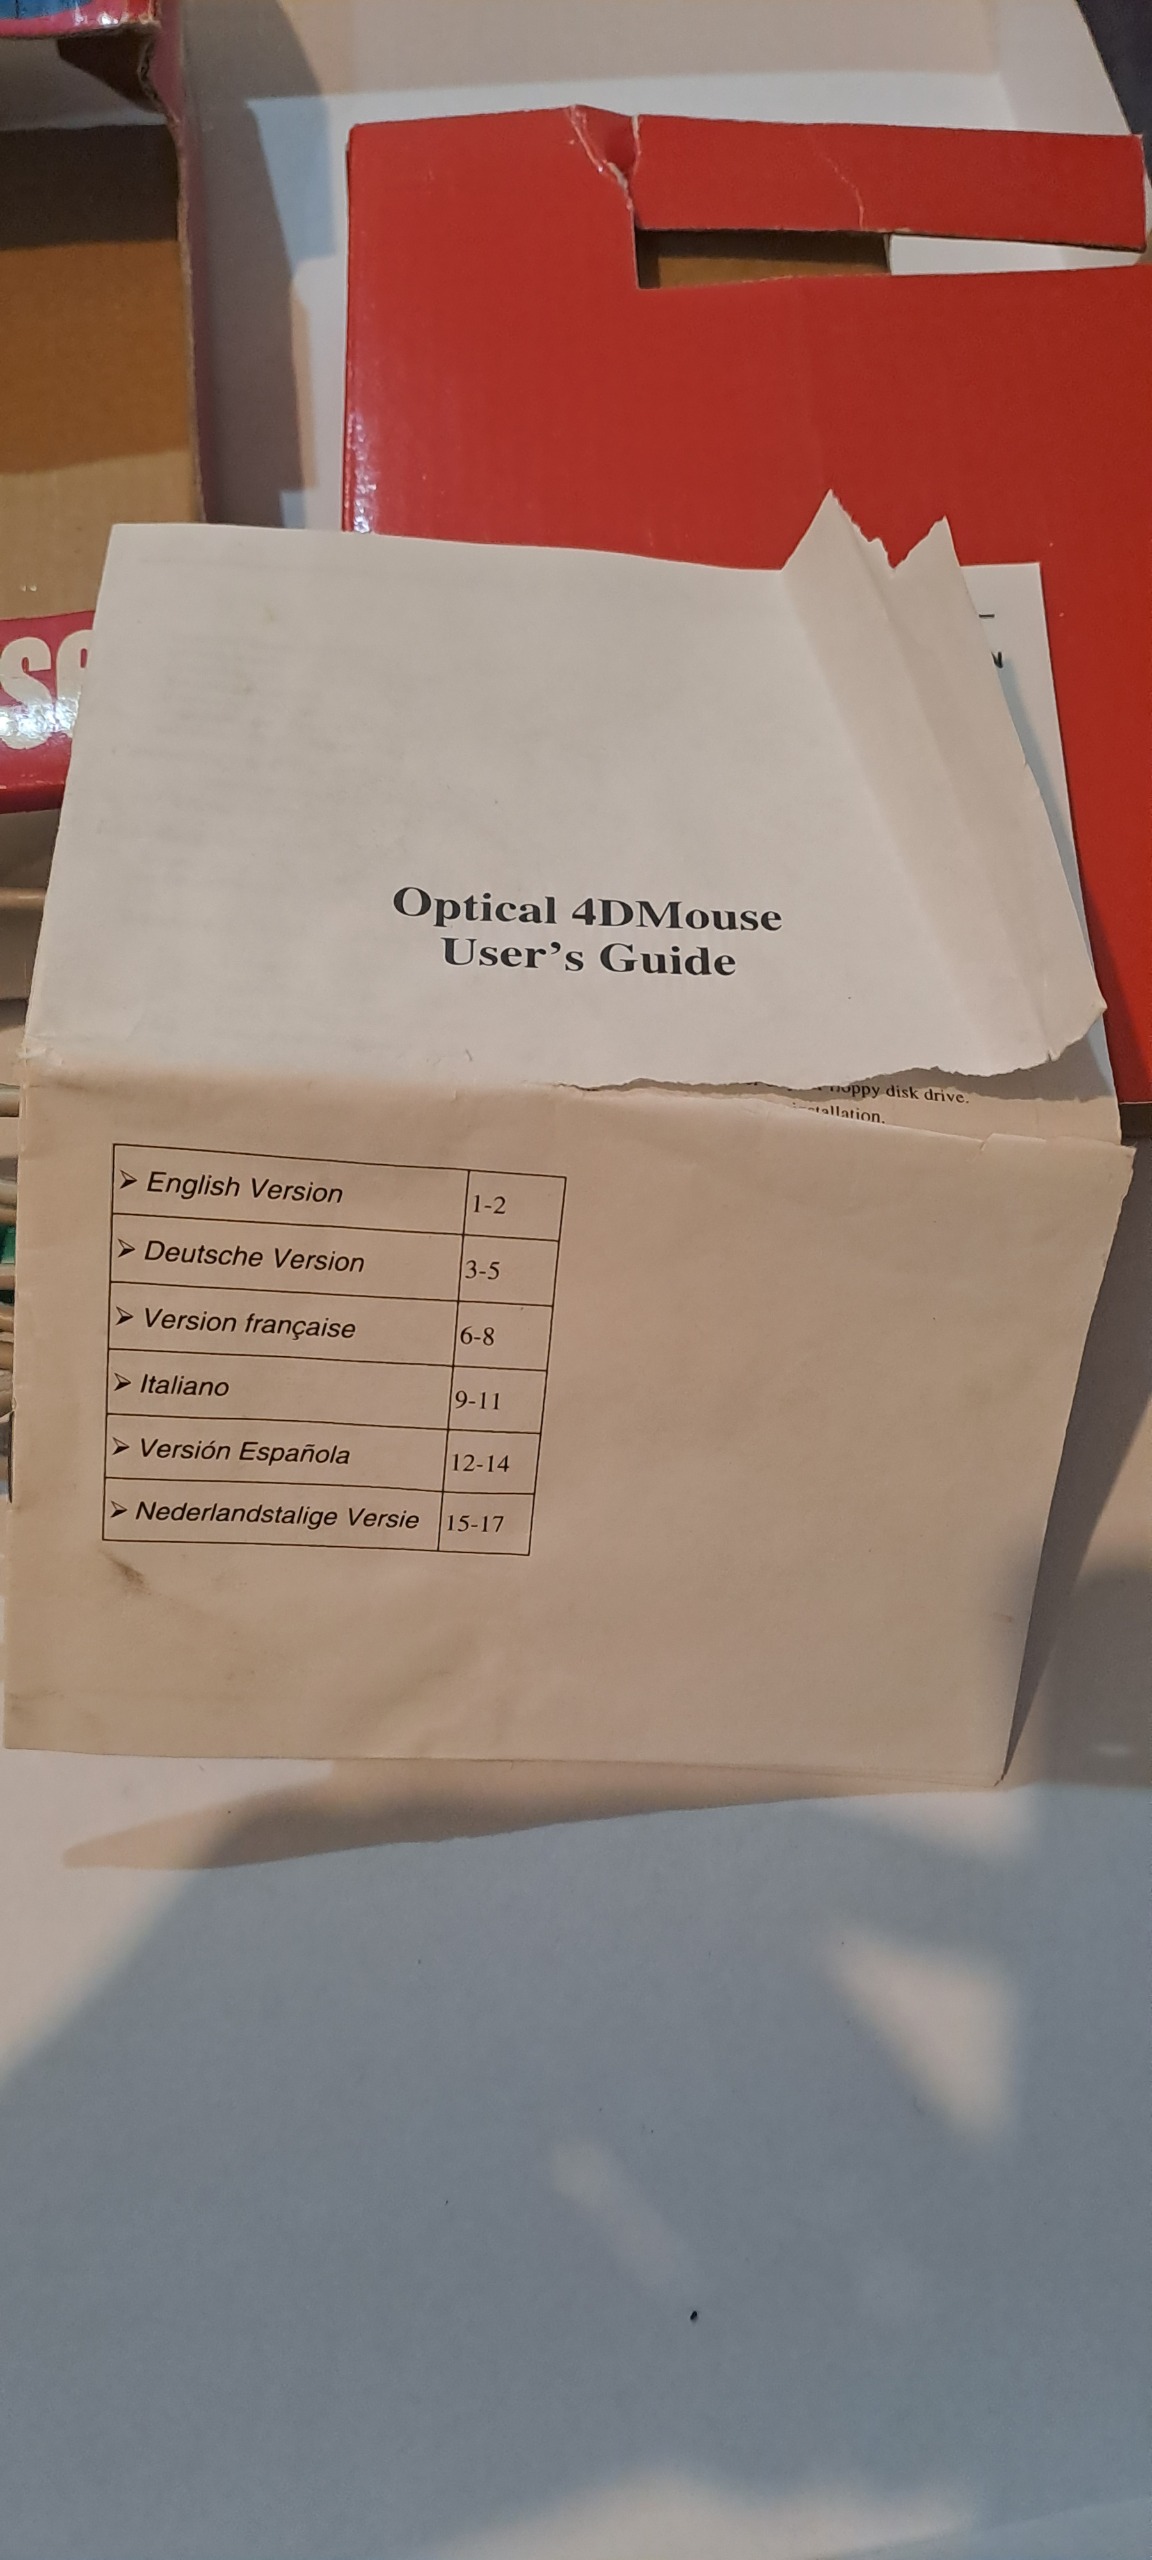 Optical 4DMouse
User's Guide
floppy disk drive.
➢ English Version 1-2
➢ Deutsche Version 3-5
➢ Version française 6-8
➢ Italiano 9-11
➢ Versión Española 12-14
➢ Nederlandstalige Versie 15-17